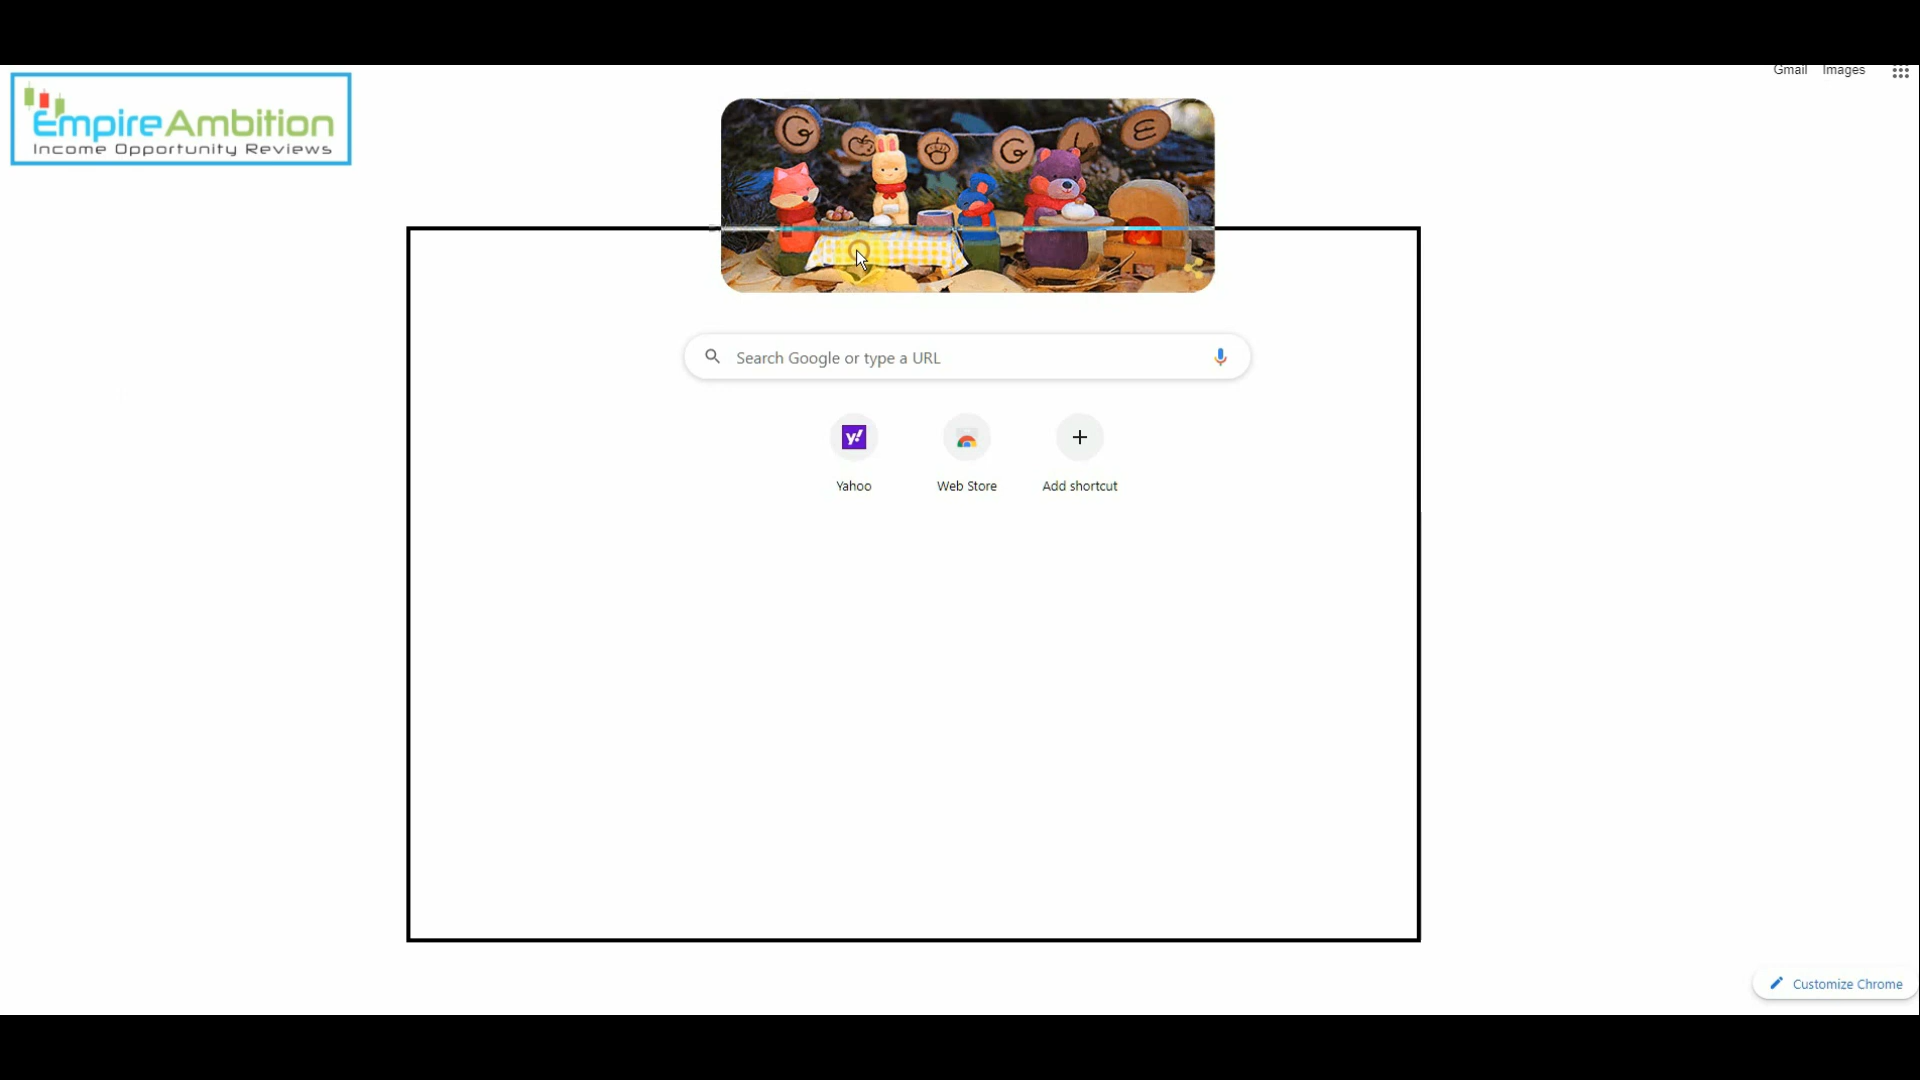 Gmail Images
Empire Ambition
Income Opportunity Reviews
G G L E
Search Google or type a URL
y!
Yahoo
Web Store
Add shortcut
Customize Chrome